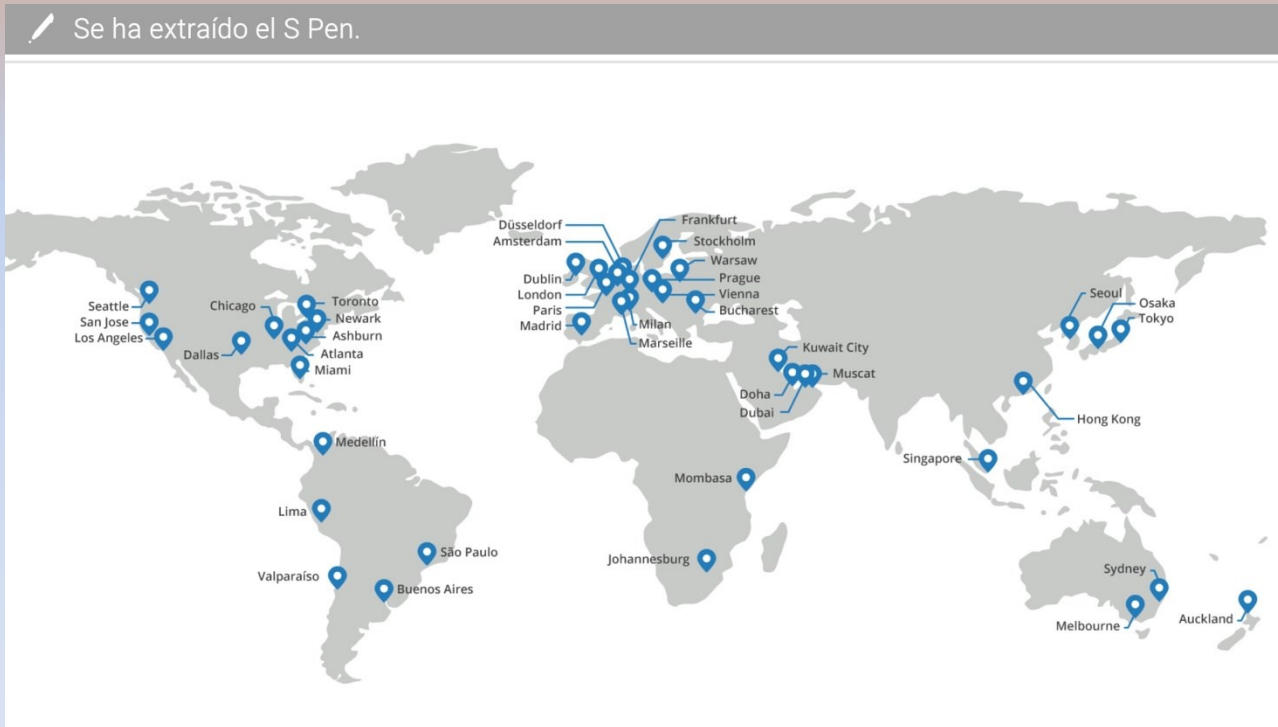 Se ha extraído el S Pen.
Düsseldorf
Frankfurt
Amsterdam
Stockholm
Warsaw
Dublin
Prague
London
Vienna
Paris
Bucharest
Madrid
Milan
Marseille
Seattle
San Jose
Los Angeles
Chicago
Toronto
Newark
Ashburn
Dallas
Atlanta
Miami
Seoul
Osaka
Tokyo
Kuwait City
Muscat
Doha
Dubai
Hong Kong
Medellín
Singapore
Mombasa
Lima
São Paulo
Johannesburg
Valparaíso
Buenos Aires
Sydney
Melbourne
Auckland